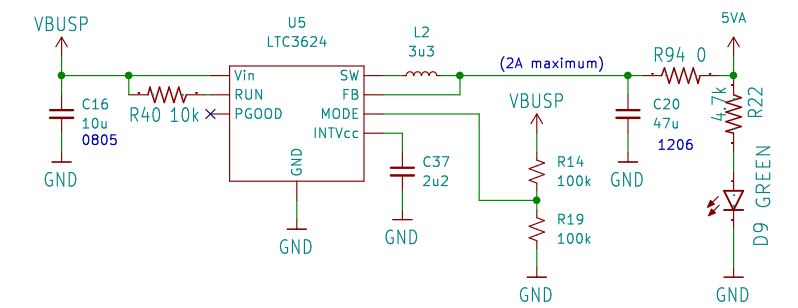 VBUSP
U5
LTC3624
L2
3u3
5VA
(2A maximum)
R94 0
Vin
RUN
PGOOD
SW
FB
MODE
INTVcc
GND
C16
10u
0805
R40 10k
VBUSP
C20
47u
1206
4.7k
R22
C37
2u2
R14
100k
R19
100k
D9 GREEN
GND
GND
GND
GND
GND
GND